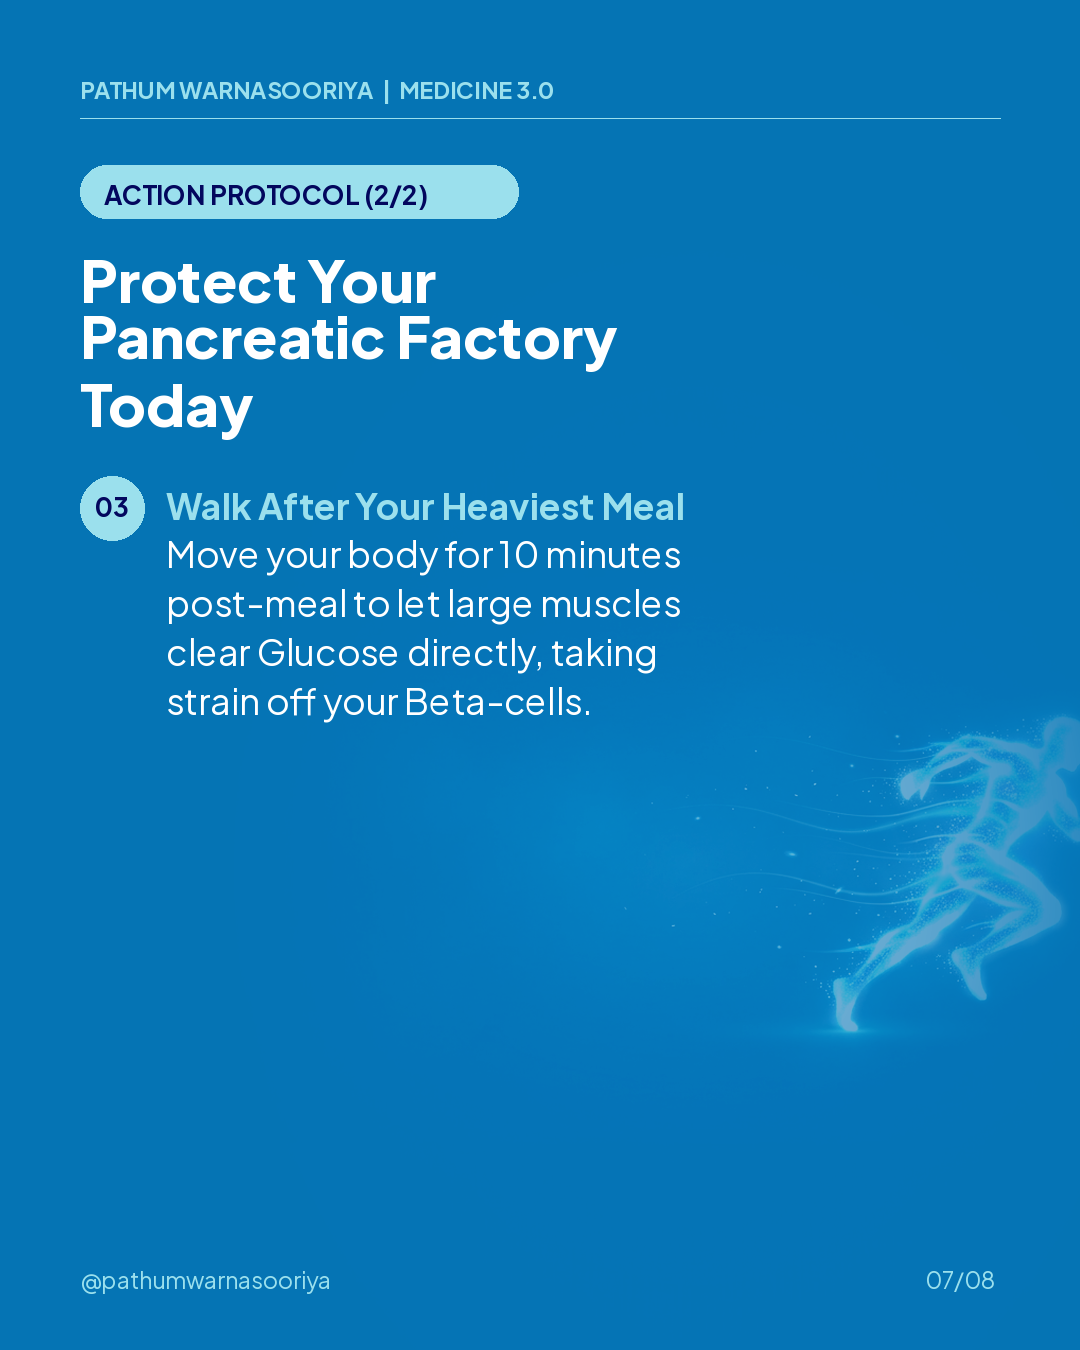 PATHUM WARNASOORIYA | MEDICINE 3.0
ACTION PROTOCOL (2/2)
Protect Your
Pancreatic Factory
Today
03 Walk After Your Heaviest Meal
Move your body for 10 minutes
post-meal to let large muscles
clear Glucose directly, taking
strain off your Beta-cells.
@pathumwarnasooriya 07/08